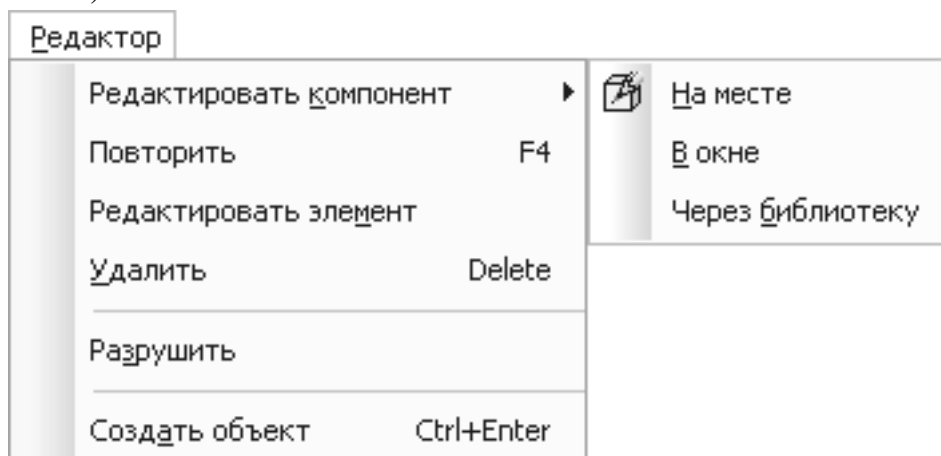 )
Редактор
Редактировать компонент
Повторить F4
Редактировать элемент
Удалить Delete
Разрушить
Создать объект Ctrl+Enter
На месте
В окне
Через библиотеку